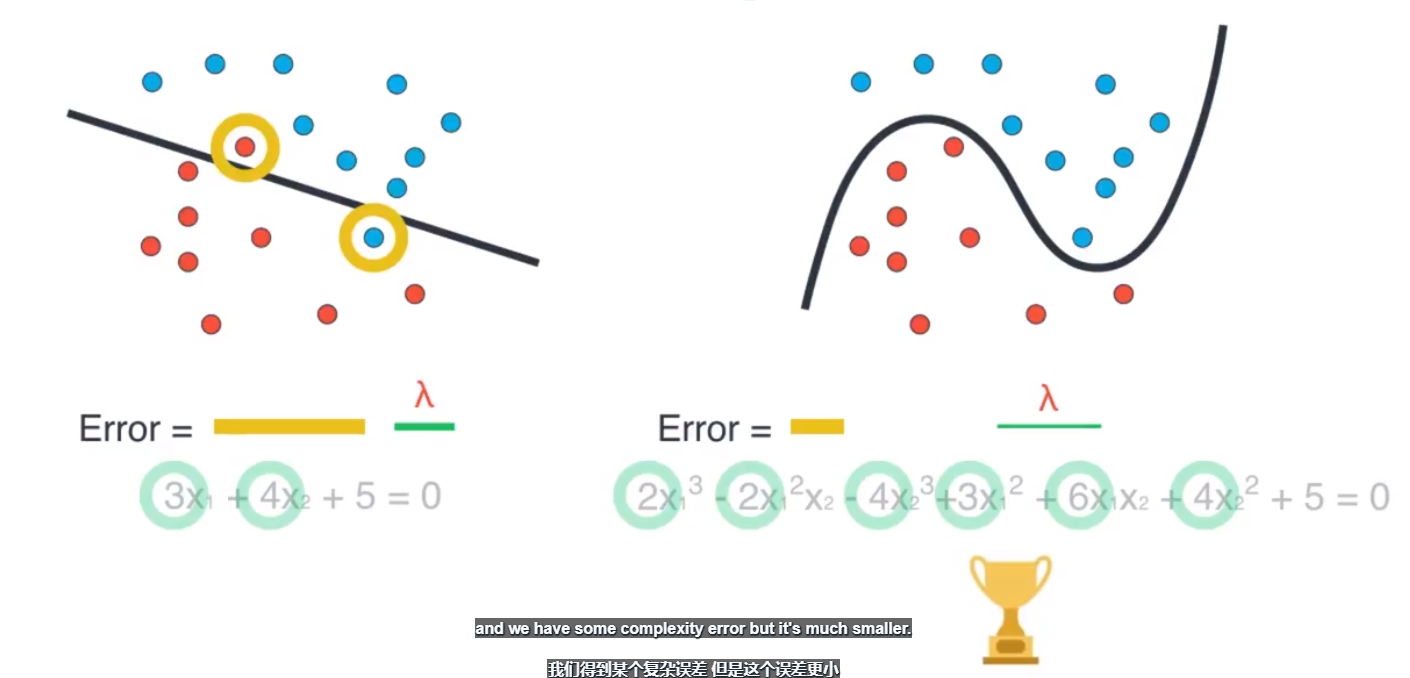 λ λ
Error = Error =
3x₁ + 4x₂ + 5 = 0 2x₁³ - 2x₁²x₂ - 4x₂³+3x₁² + 6x₁x₂ + 4x₂² + 5 = 0
and we have some complexity error but it's much smaller.
我们得到某个复杂误差 但是这个误差更小